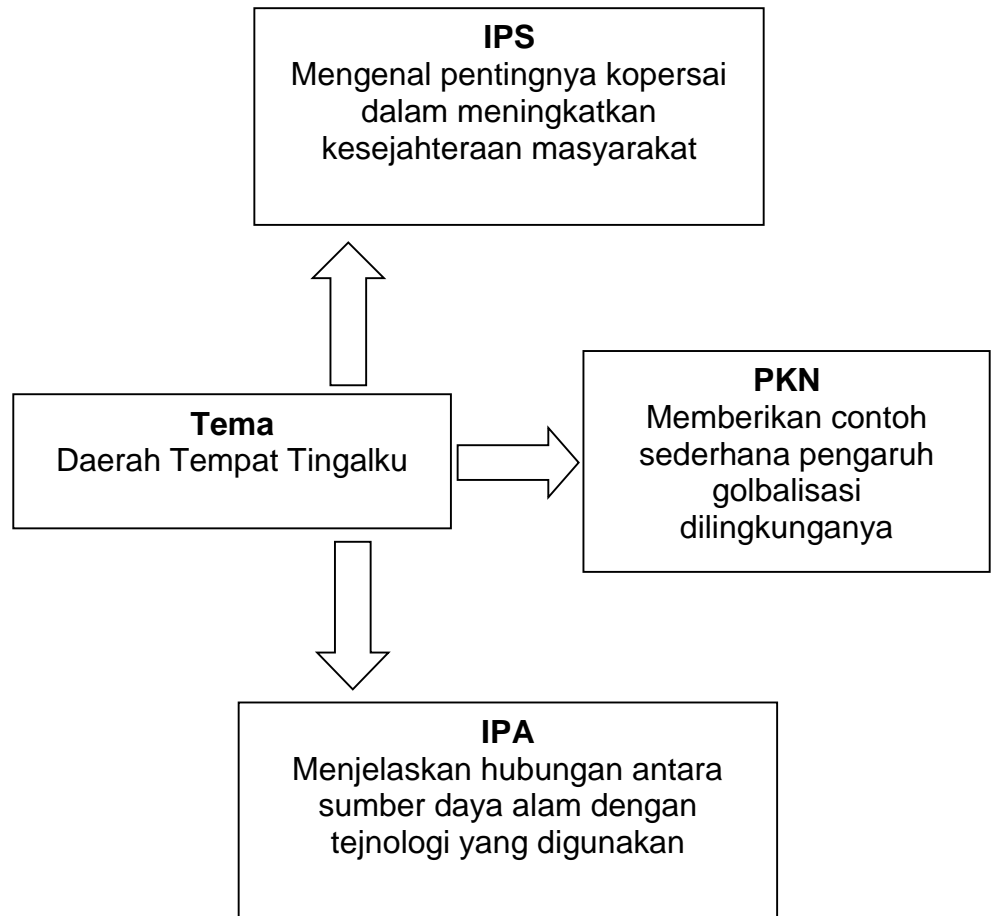 IPS
Mengenal pentingnya kopersai
dalam meningkatkan
kesejahteraan masyarakat
Tema
Daerah Tempat Tingalku
PKN
Memberikan contoh
sederhana pengaruh
golbalisasi
dilingkunganya
IPA
Menjelaskan hubungan antara
sumber daya alam dengan
tejnologi yang digunakan